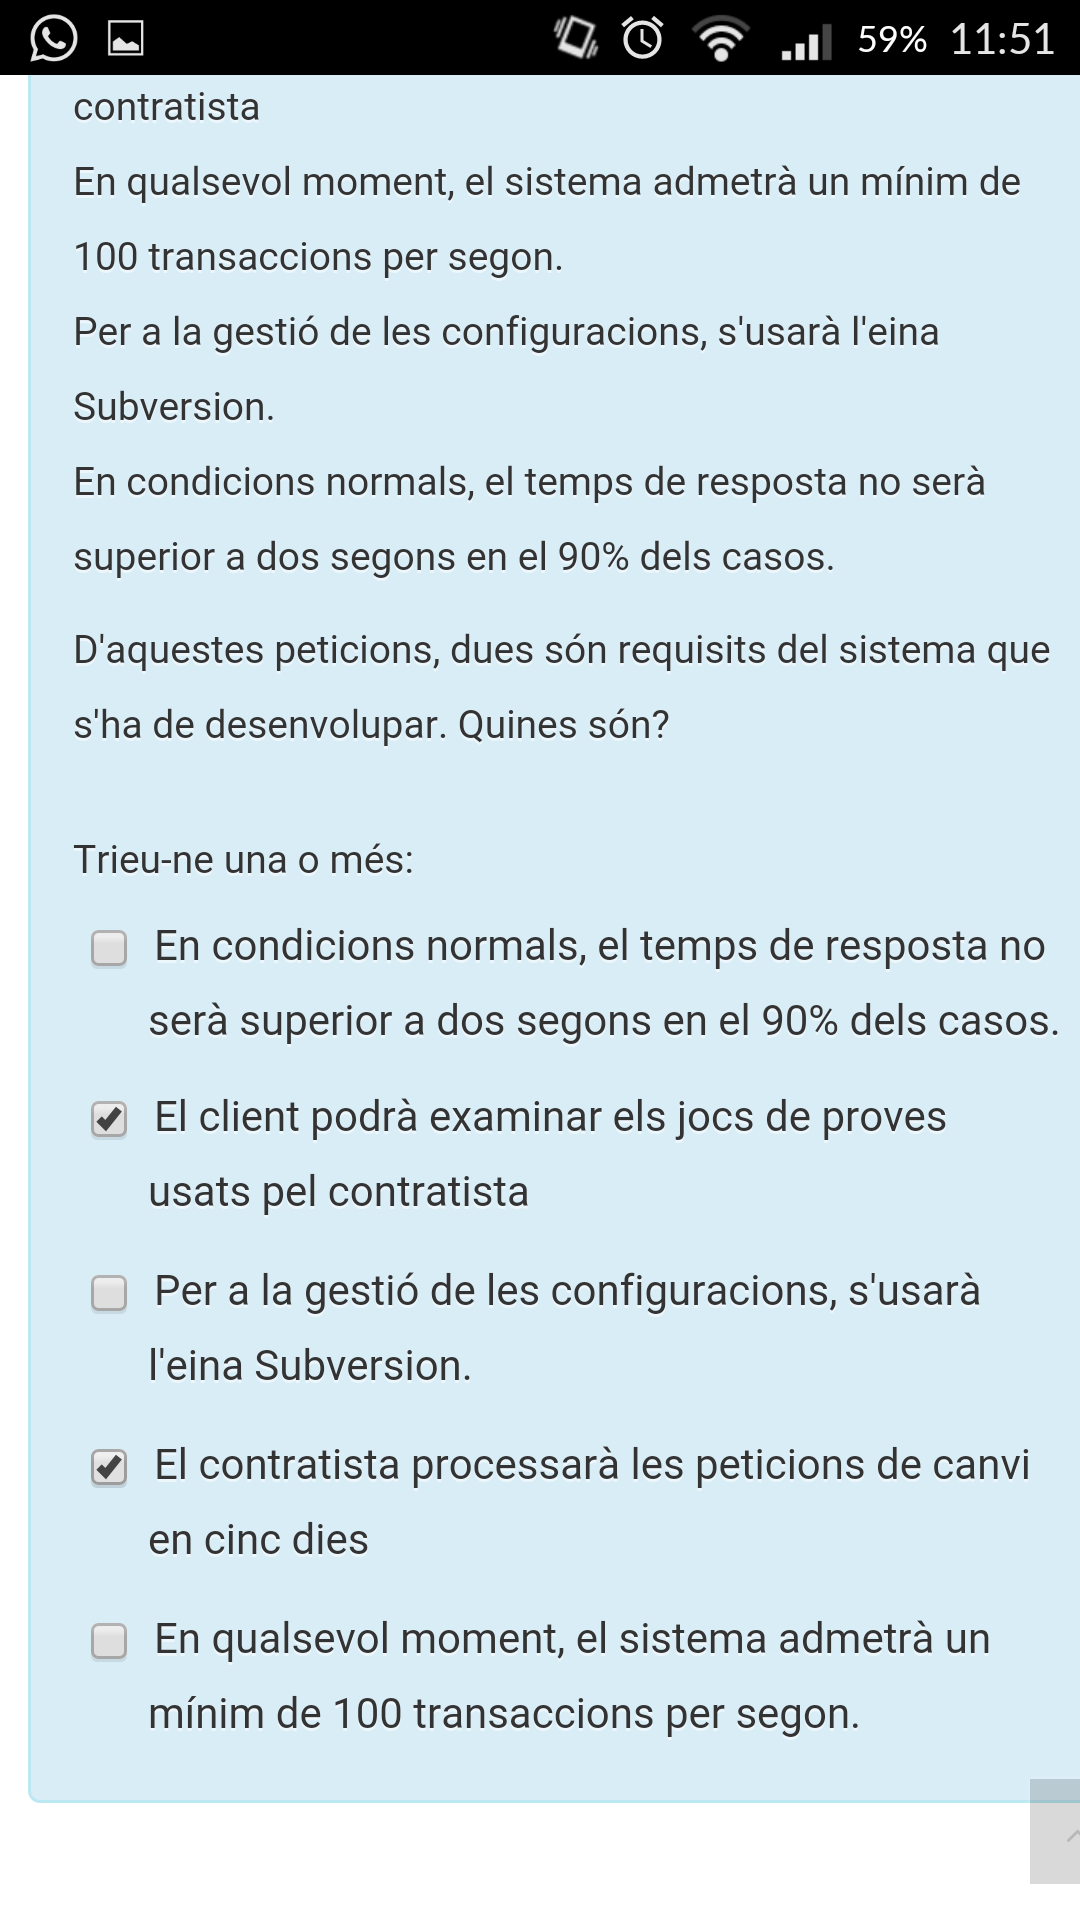 59% 11:51
contratista
En qualsevol moment, el sistema admetrà un mínim de
100 transaccions per segon.
Per a la gestió de les configuracions, s'usarà l'eina
Subversion.
En condicions normals, el temps de resposta no serà
superior a dos segons en el 90% dels casos.
D'aquestes peticions, dues són requisits del sistema que
s'ha de desenvolupar. Quines són?
Trieu-ne una o més:
En condicions normals, el temps de resposta no
serà superior a dos segons en el 90% dels casos.
El client podrà examinar els jocs de proves
usats pel contratista
Per a la gestió de les configuracions, s'usarà
l'eina Subversion.
El contratista processarà les peticions de canvi
en cinc dies
En qualsevol moment, el sistema admetrà un
mínim de 100 transaccions per segon.